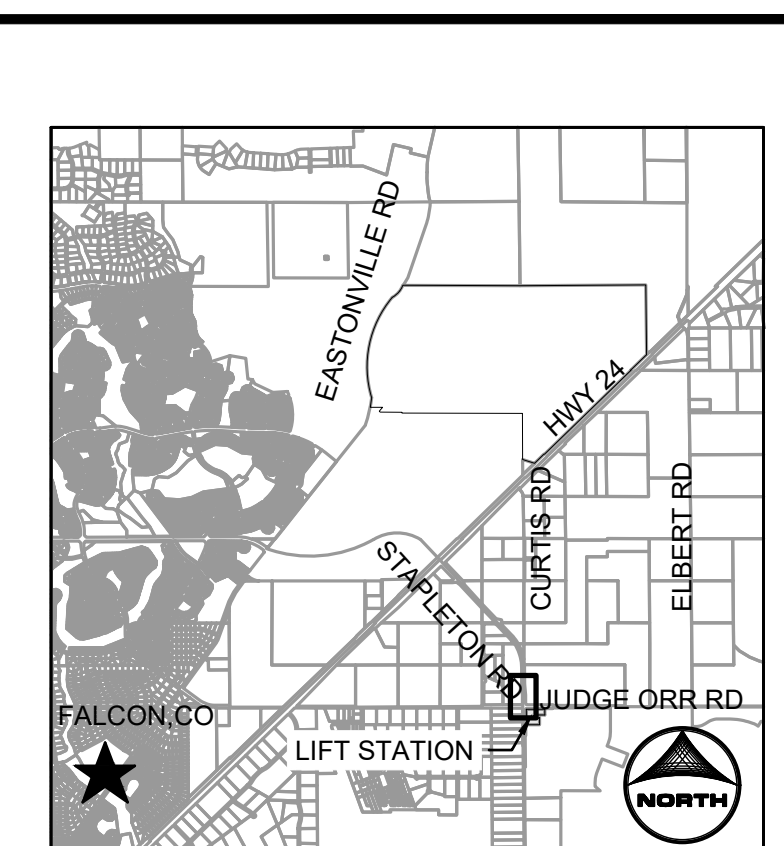 EASTONVILLE RD
HWY 24
CURTIS RD
ELBERT RD
STAPLETON RD
JUDGE ORR RD
FALCON,CO
LIFT STATION
NORTH